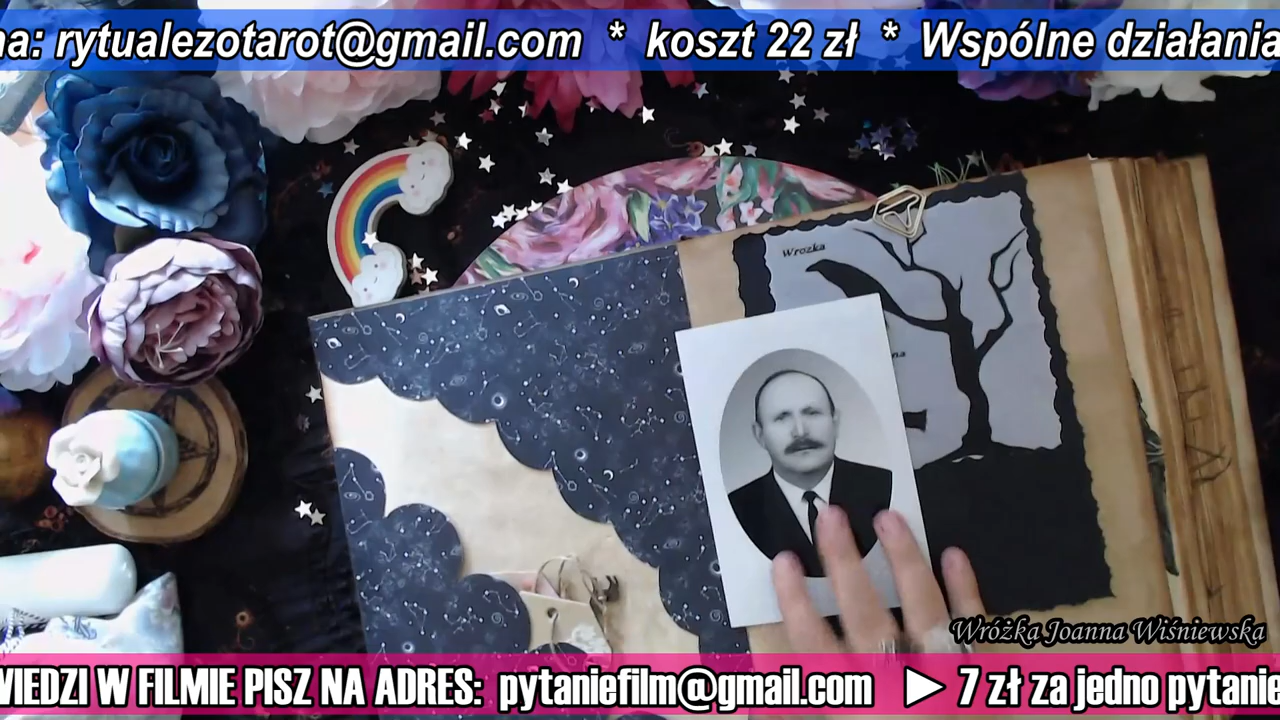 na: rytualezotarot@gmail.com * koszt 22 zł * Wspólne działania
Wróżka
Wróżka Joanna Wiśniewska
WIEDZI W FILMIE PISZ NA ADRES: pytaniefilm@gmail.com ▶ 7 zł za jedno pytanie